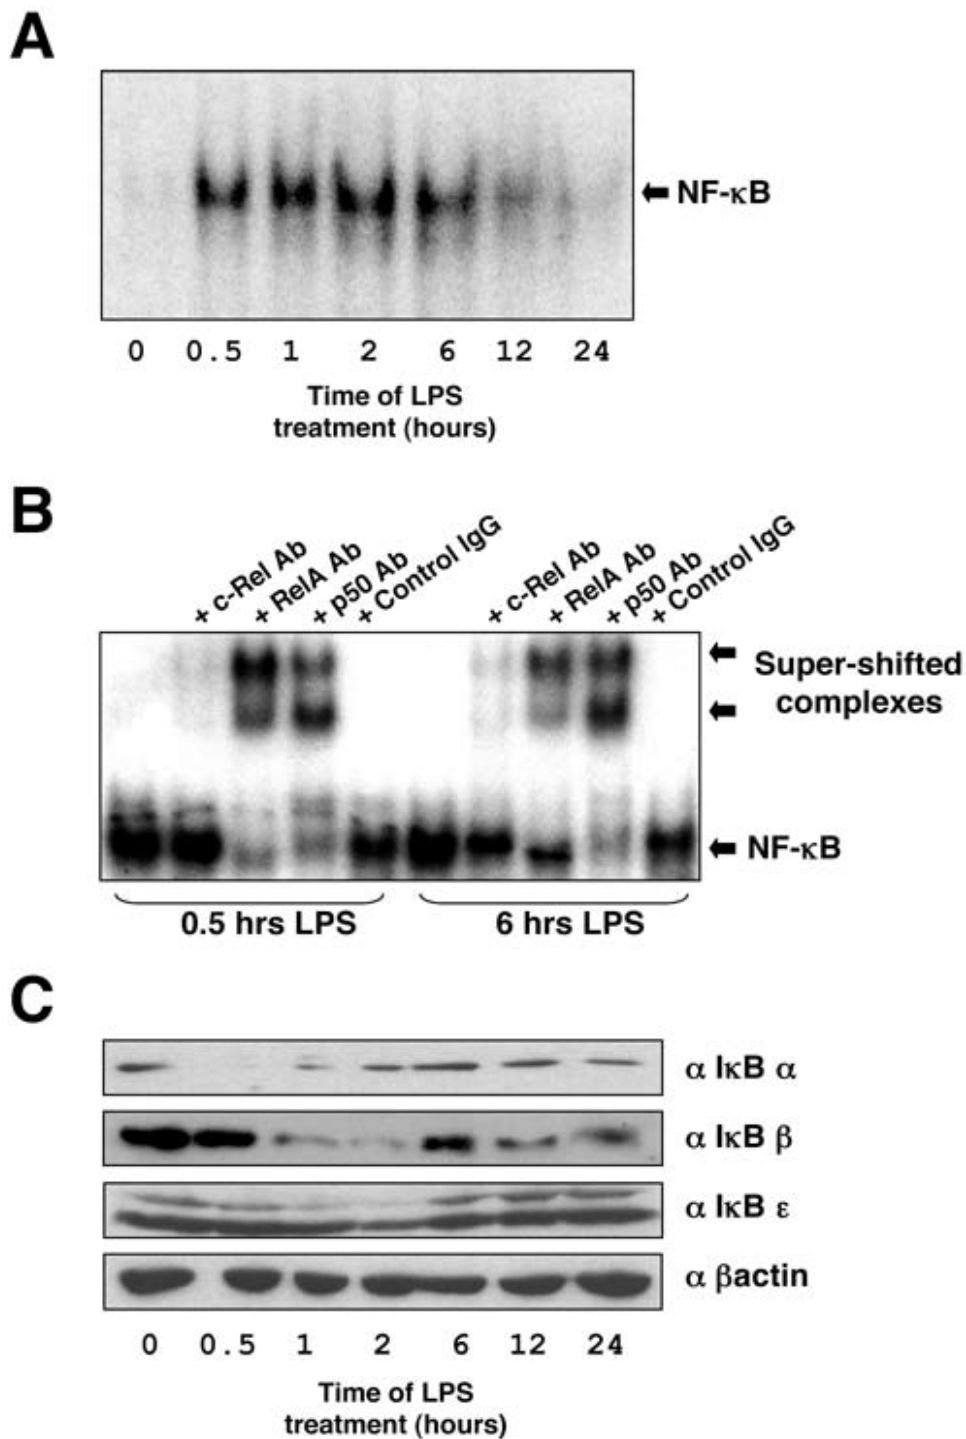 A
NF-κB
0 0.5 1 2 6 12 24
Time of LPS
treatment (hours)
B
+ c-Rel Ab
+ RelA Ab
+ p50 Ab
+ Control IgG
+ c-Rel Ab
+ RelA Ab
+ p50 Ab
+ Control IgG
Super-shifted
complexes
NF-κB
0.5 hrs LPS 6 hrs LPS
C
α IκB α
α IκB β
α IκB ε
α βactin
0 0.5 1 2 6 12 24
Time of LPS
treatment (hours)